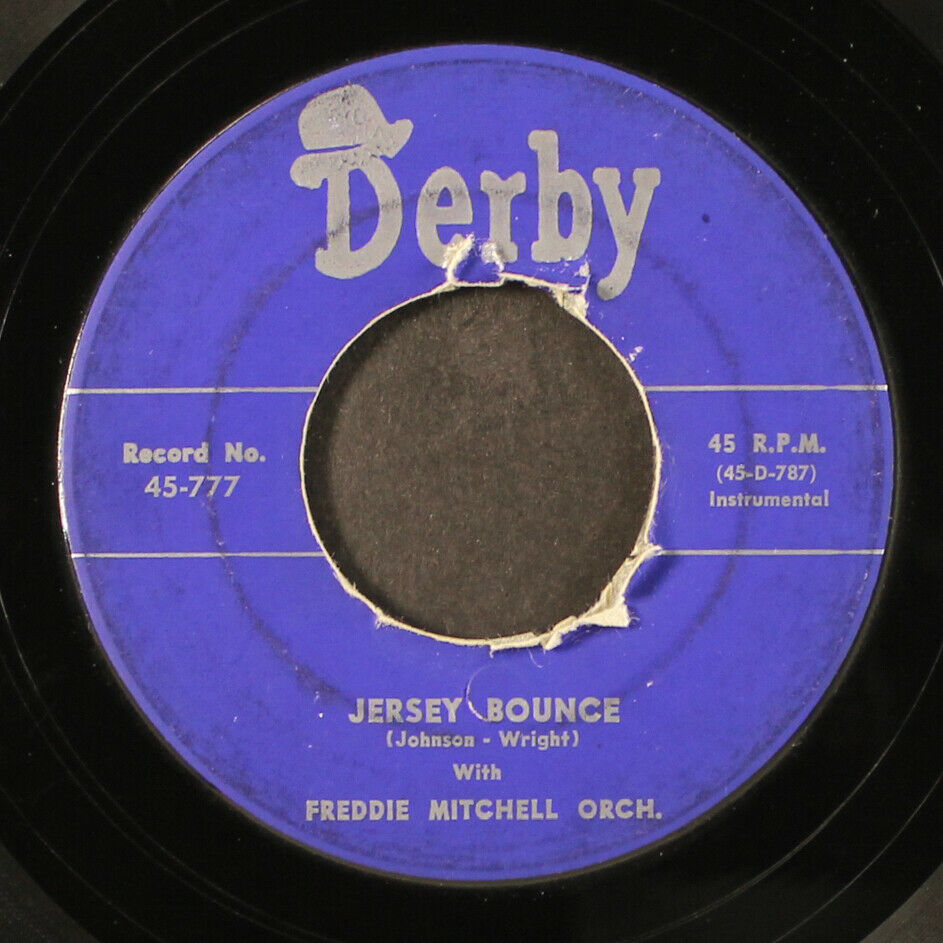 Derby
Record No.
45-777
45 R.P.M.
(45-D-787)
Instrumental
JERSEY BOUNCE
(Johnson - Wright)
With
FREDDIE MITCHELL ORCH.